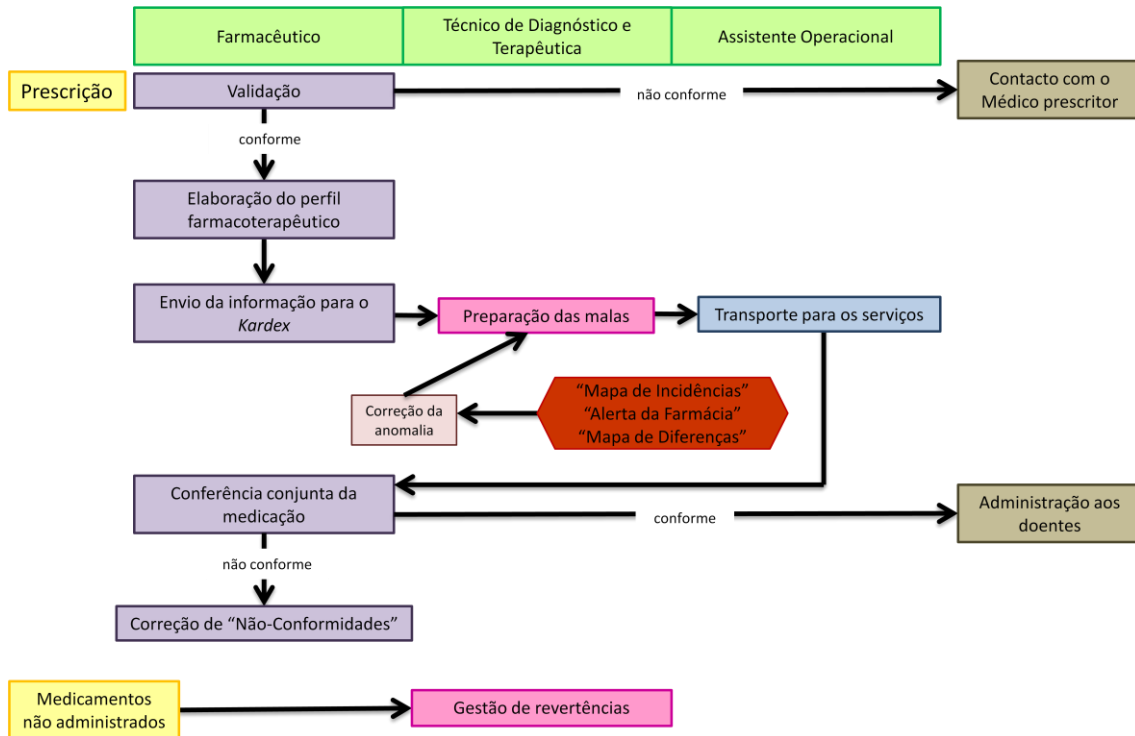 Farmacêutico
Técnico de Diagnóstico e
Terapêutica
Assistente Operacional
Prescrição
Validação
não conforme
Contacto com o
Médico prescritor
conforme
Elaboração do perfil
farmacoterapêutico
Envio da informação para o
Kardex
Preparação das malas
Transporte para os serviços
Correção da
anomalia
“Mapa de Incidências”
“Alerta da Farmácia”
“Mapa de Diferenças”
Conferência conjunta da
medicação
conforme
Administração aos
doentes
não conforme
Correção de “Não-Conformidades”
Medicamentos
não administrados
Gestão de revertências